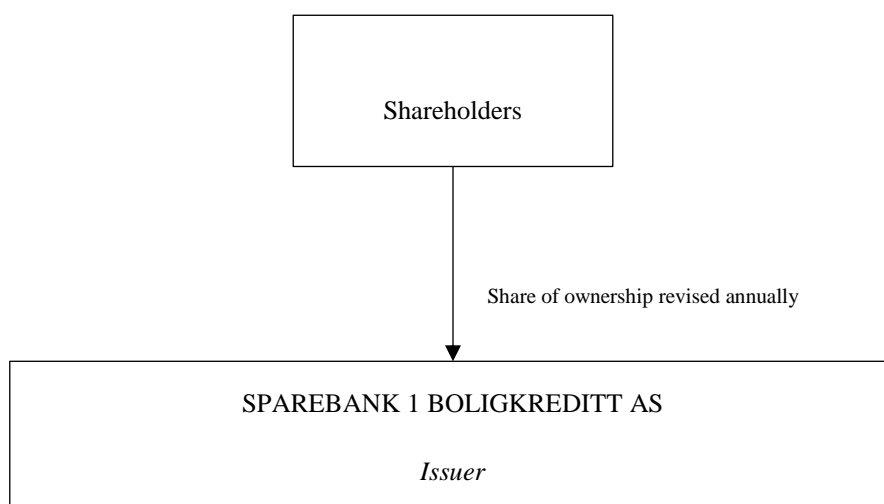 Shareholders
Share of ownership revised annually
SPAREBANK 1 BOLIGKREDITT AS
Issuer